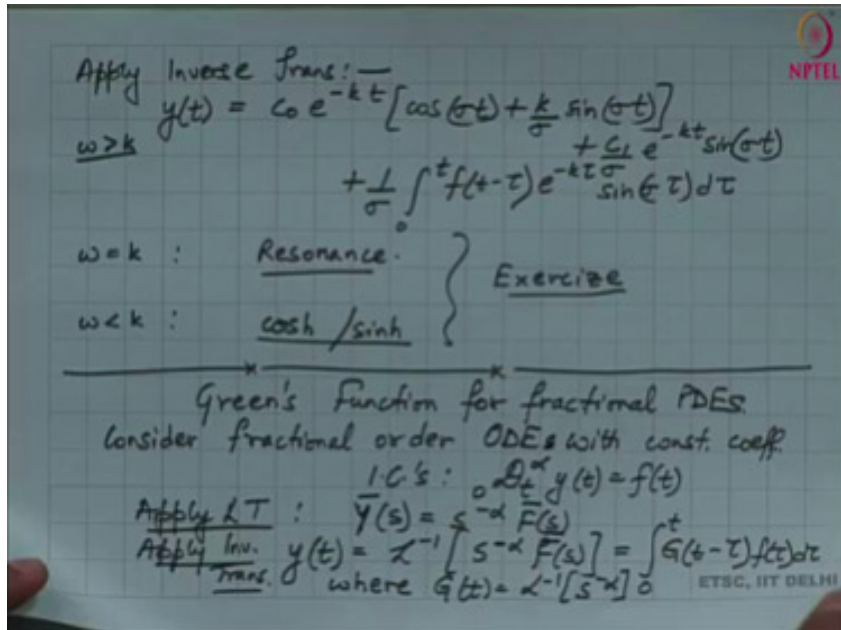 Apply Inverse Trans: —
NPTEL
y(t) = c₀ e^{-kt} [cos(σt) + k/σ sin(σt)]
ω>k + c₁/σ e^{-kt} sin(σt)
+ 1/σ ∫₀^t f(t-τ) e^{-kτ} sin(σ τ) dτ
ω=k : Resonance.
Exercize
ω<k : cosh / sinh
Green's Function for fractional PDEs.
Consider fractional order ODEs with const. coeff.
I.C's : ₀D_t^α y(t) = f(t)
Apply LT : Ȳ(s) = s^{-α} F̄(s)
Apply Inv. Trans. y(t) = L⁻¹ [ s^{-α} F̄(s) ] = ∫₀^t G(t-τ) f(τ) dτ
where G(t) = L⁻¹ [s^{-α}]
ETSC, IIT DELHI